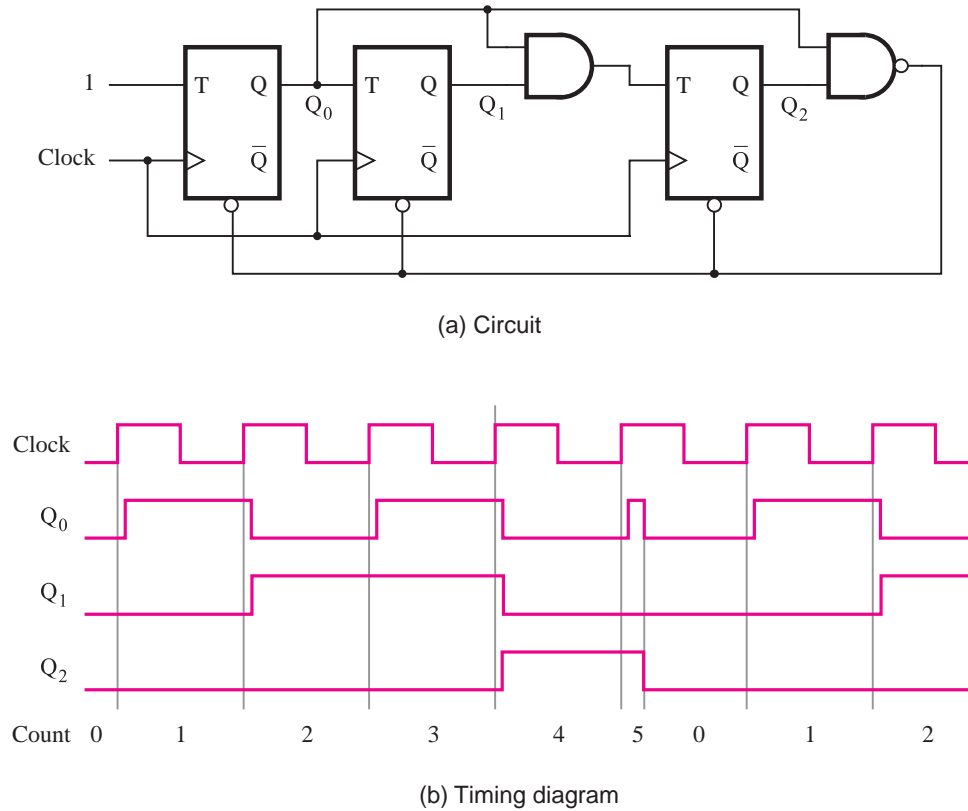 1 T Q T Q T Q
Q0 Q1 Q2
Clock Q̅ Q̅ Q̅
(a) Circuit
Clock
Q0
Q1
Q2
Count 0 1 2 3 4 5 0 1 2
(b) Timing diagram